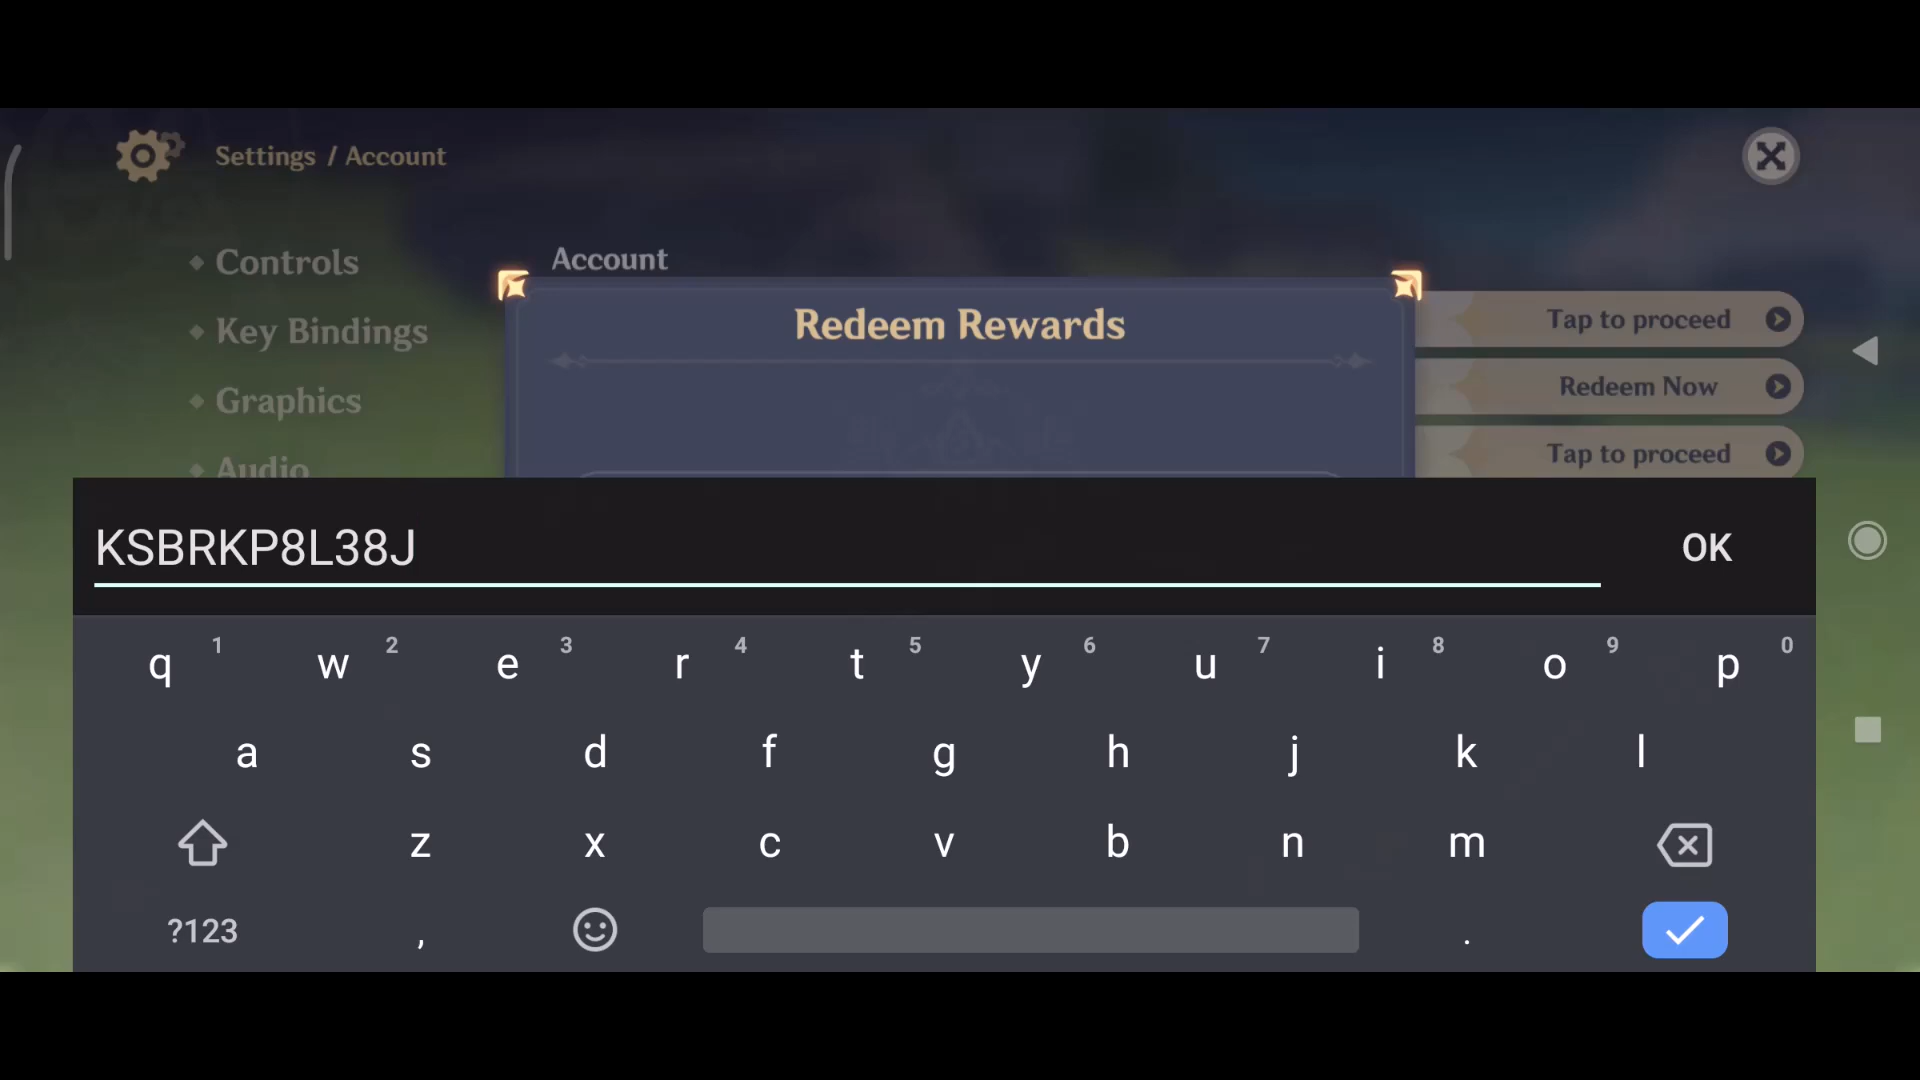 Settings / Account
Controls
Key Bindings
Graphics
Audio
Account
Redeem Rewards
Tap to proceed
Redeem Now
Tap to proceed
KSBRKP8L38J
OK
q 1 w 2 e 3 r 4 t 5 y 6 u 7 i 8 o 9 p 0
a s d f g h j k l
z x c v b n m
?123 , .